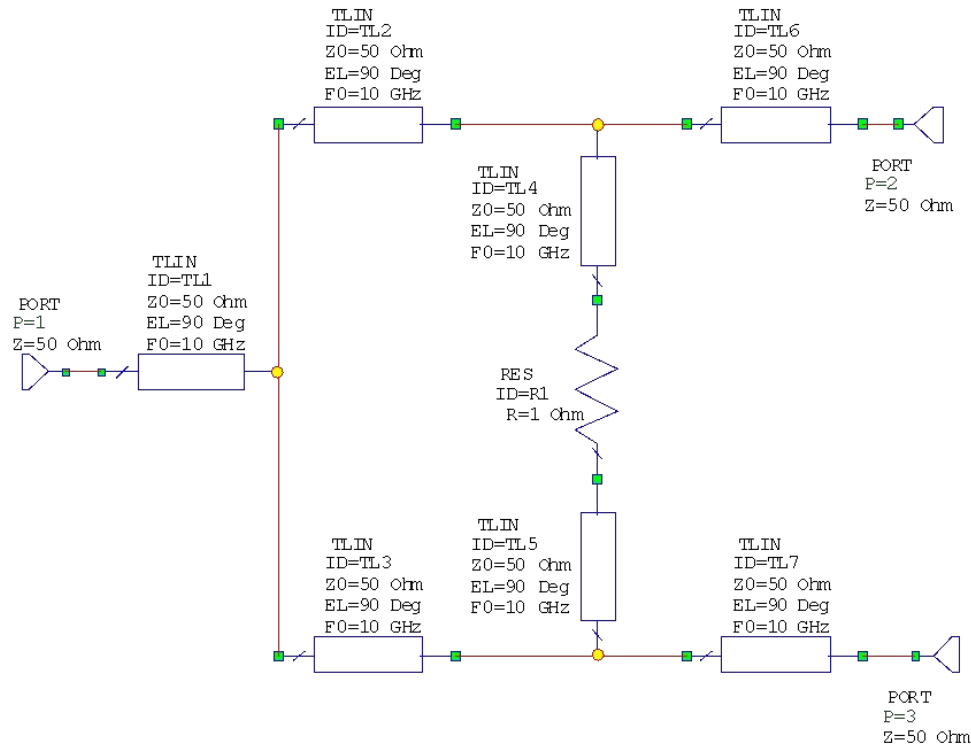 TLIN
ID=TL2
Z0=50 Ohm
EL=90 Deg
F0=10 GHz
TLIN
ID=TL6
Z0=50 Ohm
EL=90 Deg
F0=10 GHz
TLIN
ID=TL4
Z0=50 Ohm
EL=90 Deg
F0=10 GHz
PORT
P=2
Z=50 Ohm
TLIN
ID=TL1
Z0=50 Ohm
EL=90 Deg
F0=10 GHz
PORT
P=1
Z=50 Ohm
RES
ID=R1
R=1 Ohm
TLIN
ID=TL3
Z0=50 Ohm
EL=90 Deg
F0=10 GHz
TLIN
ID=TL5
Z0=50 Ohm
EL=90 Deg
F0=10 GHz
TLIN
ID=TL7
Z0=50 Ohm
EL=90 Deg
F0=10 GHz
PORT
P=3
Z=50 Ohm